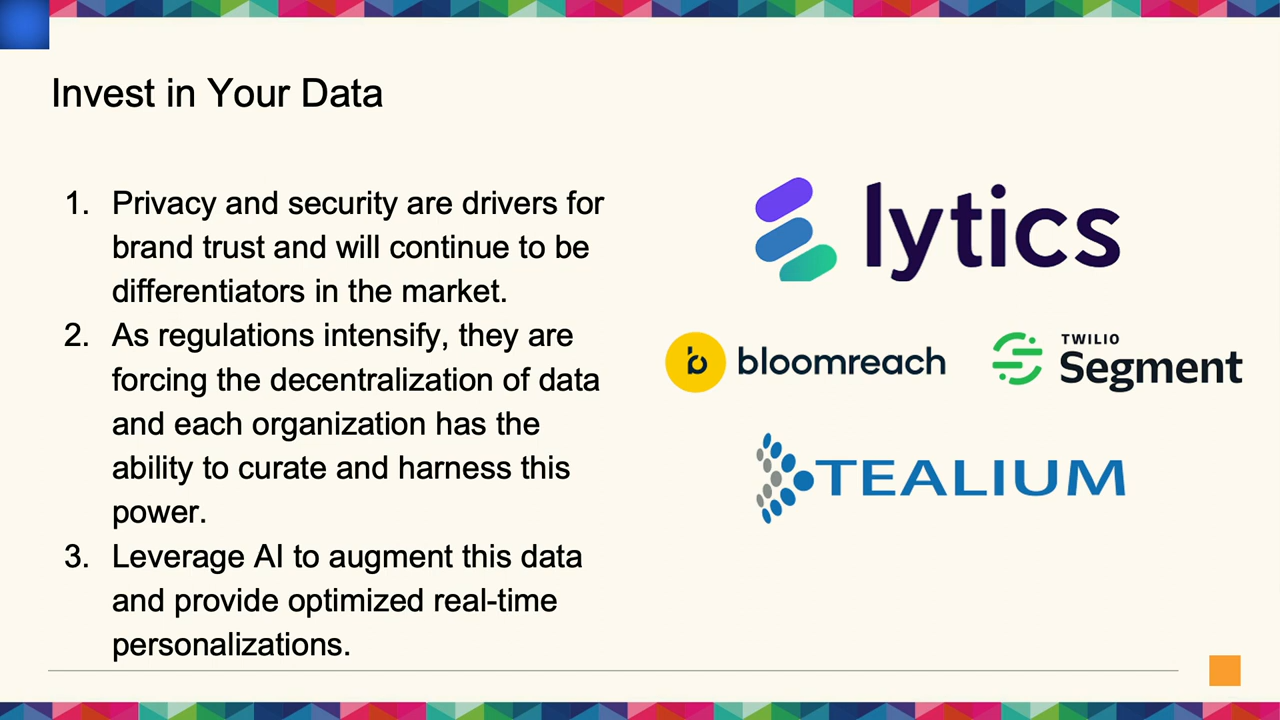 Invest in Your Data
1. Privacy and security are drivers for
brand trust and will continue to be
differentiators in the market.
2. As regulations intensify, they are
forcing the decentralization of data
and each organization has the
ability to curate and harness this
power.
3. Leverage AI to augment this data
and provide optimized real-time
personalizations.
lytics
bloomreach
TWILIO
Segment
TEALIUM